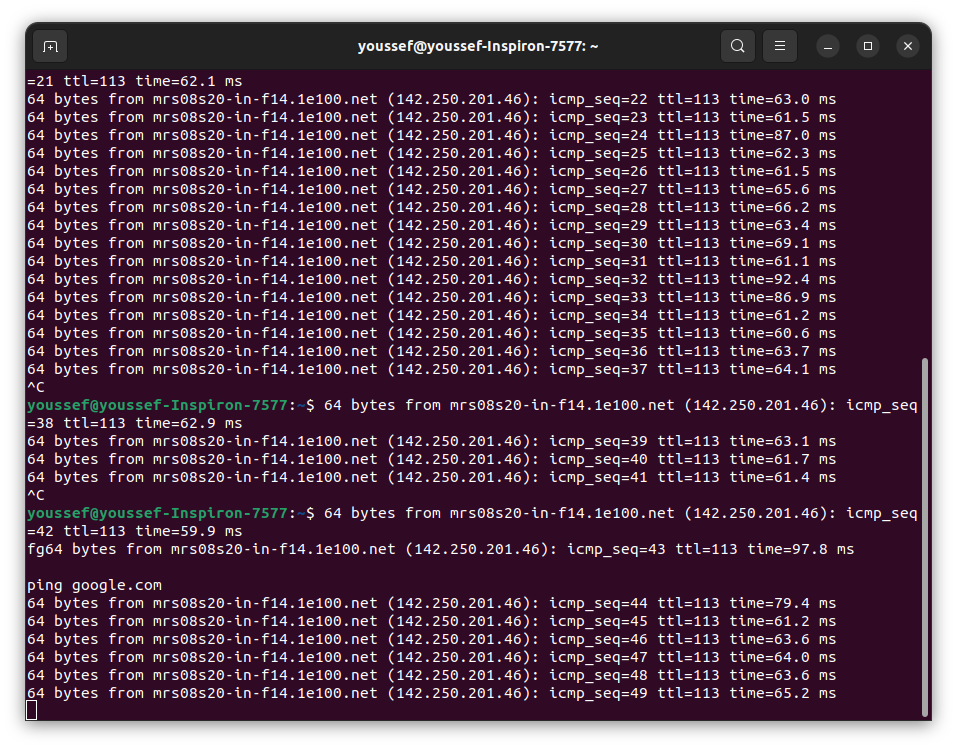 youssef@youssef-Inspiron-7577: ~
=21 ttl=113 time=62.1 ms
64 bytes from mrs08s20-in-f14.1e100.net (142.250.201.46): icmp_seq=22 ttl=113 time=63.0 ms
64 bytes from mrs08s20-in-f14.1e100.net (142.250.201.46): icmp_seq=23 ttl=113 time=61.5 ms
64 bytes from mrs08s20-in-f14.1e100.net (142.250.201.46): icmp_seq=24 ttl=113 time=87.0 ms
64 bytes from mrs08s20-in-f14.1e100.net (142.250.201.46): icmp_seq=25 ttl=113 time=62.3 ms
64 bytes from mrs08s20-in-f14.1e100.net (142.250.201.46): icmp_seq=26 ttl=113 time=61.5 ms
64 bytes from mrs08s20-in-f14.1e100.net (142.250.201.46): icmp_seq=27 ttl=113 time=65.6 ms
64 bytes from mrs08s20-in-f14.1e100.net (142.250.201.46): icmp_seq=28 ttl=113 time=66.2 ms
64 bytes from mrs08s20-in-f14.1e100.net (142.250.201.46): icmp_seq=29 ttl=113 time=63.4 ms
64 bytes from mrs08s20-in-f14.1e100.net (142.250.201.46): icmp_seq=30 ttl=113 time=69.1 ms
64 bytes from mrs08s20-in-f14.1e100.net (142.250.201.46): icmp_seq=31 ttl=113 time=61.1 ms
64 bytes from mrs08s20-in-f14.1e100.net (142.250.201.46): icmp_seq=32 ttl=113 time=92.4 ms
64 bytes from mrs08s20-in-f14.1e100.net (142.250.201.46): icmp_seq=33 ttl=113 time=86.9 ms
64 bytes from mrs08s20-in-f14.1e100.net (142.250.201.46): icmp_seq=34 ttl=113 time=61.2 ms
64 bytes from mrs08s20-in-f14.1e100.net (142.250.201.46): icmp_seq=35 ttl=113 time=60.6 ms
64 bytes from mrs08s20-in-f14.1e100.net (142.250.201.46): icmp_seq=36 ttl=113 time=63.7 ms
64 bytes from mrs08s20-in-f14.1e100.net (142.250.201.46): icmp_seq=37 ttl=113 time=64.1 ms
^C
youssef@youssef-Inspiron-7577:~$ 64 bytes from mrs08s20-in-f14.1e100.net (142.250.201.46): icmp_seq
=38 ttl=113 time=62.9 ms
64 bytes from mrs08s20-in-f14.1e100.net (142.250.201.46): icmp_seq=39 ttl=113 time=63.1 ms
64 bytes from mrs08s20-in-f14.1e100.net (142.250.201.46): icmp_seq=40 ttl=113 time=61.7 ms
64 bytes from mrs08s20-in-f14.1e100.net (142.250.201.46): icmp_seq=41 ttl=113 time=61.4 ms
^C
youssef@youssef-Inspiron-7577:~$ 64 bytes from mrs08s20-in-f14.1e100.net (142.250.201.46): icmp_seq
=42 ttl=113 time=59.9 ms
fg64 bytes from mrs08s20-in-f14.1e100.net (142.250.201.46): icmp_seq=43 ttl=113 time=97.8 ms
ping google.com
64 bytes from mrs08s20-in-f14.1e100.net (142.250.201.46): icmp_seq=44 ttl=113 time=79.4 ms
64 bytes from mrs08s20-in-f14.1e100.net (142.250.201.46): icmp_seq=45 ttl=113 time=61.2 ms
64 bytes from mrs08s20-in-f14.1e100.net (142.250.201.46): icmp_seq=46 ttl=113 time=63.6 ms
64 bytes from mrs08s20-in-f14.1e100.net (142.250.201.46): icmp_seq=47 ttl=113 time=64.0 ms
64 bytes from mrs08s20-in-f14.1e100.net (142.250.201.46): icmp_seq=48 ttl=113 time=63.6 ms
64 bytes from mrs08s20-in-f14.1e100.net (142.250.201.46): icmp_seq=49 ttl=113 time=65.2 ms